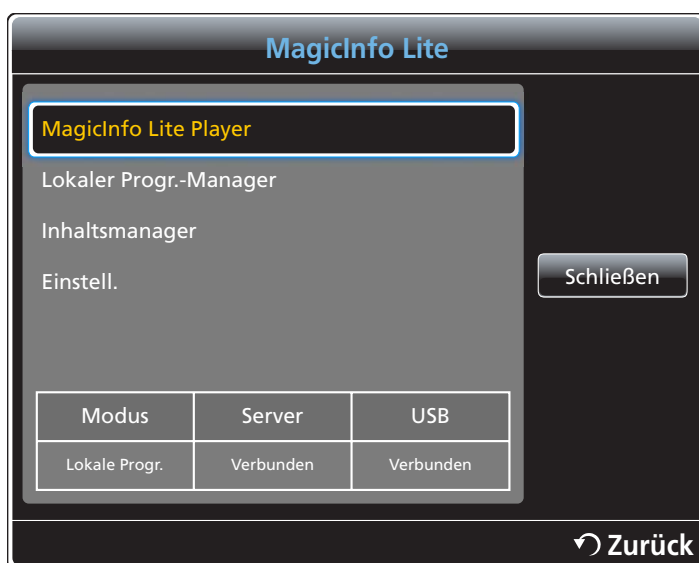 MagicInfo Lite
MagicInfo Lite Player
Lokaler Progr.-Manager
Inhaltsmanager
Einstell.
Schließen
Modus Server USB
Lokale Progr. Verbunden Verbunden
Zurück